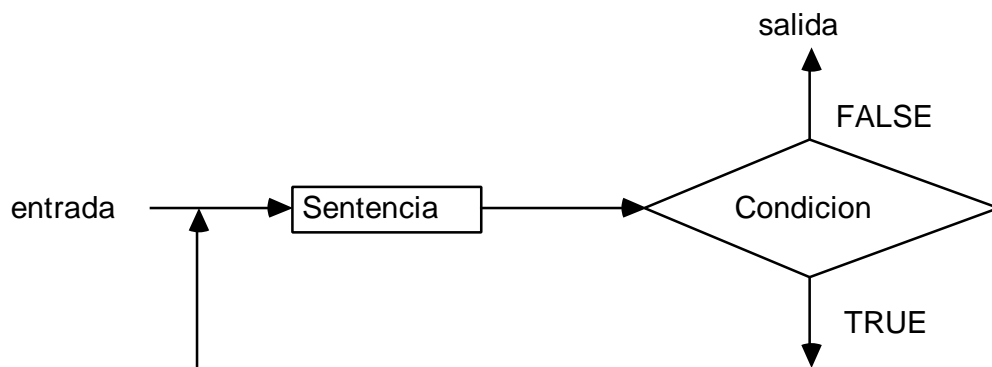 salida
FALSE
entrada
Sentencia
Condicion
TRUE